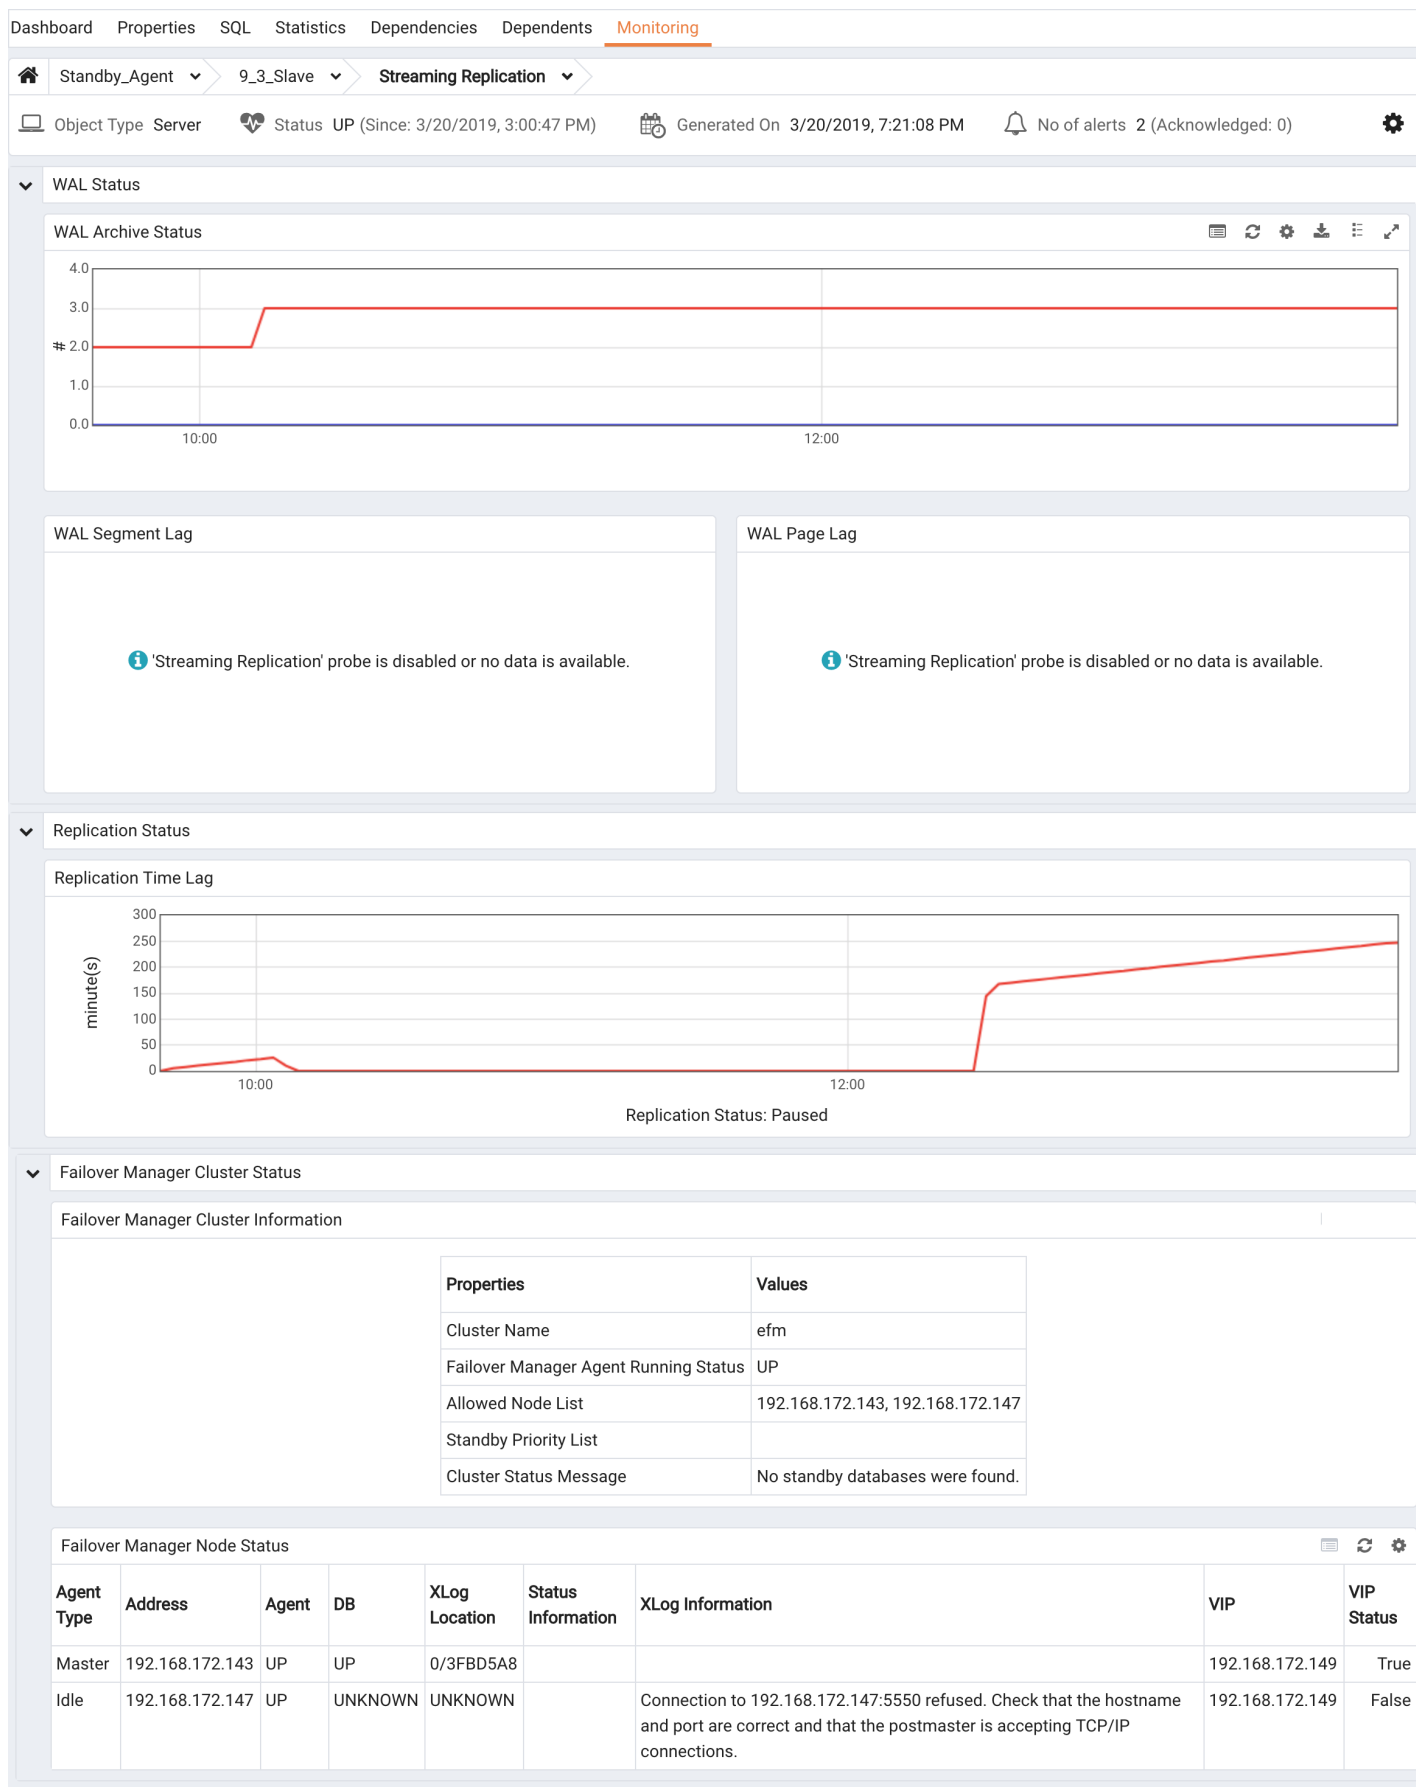 Dashboard Properties SQL Statistics Dependencies Dependents Monitoring
Standby_Agent 9_3_Slave Streaming Replication
Object Type Server Status UP (Since: 3/20/2019, 3:00:47 PM) Generated On 3/20/2019, 7:21:08 PM No of alerts 2 (Acknowledged: 0)
WAL Status
WAL Archive Status
4.0
3.0
# 2.0
1.0
0.0
10:00 12:00
WAL Segment Lag WAL Page Lag
'Streaming Replication' probe is disabled or no data is available. 'Streaming Replication' probe is disabled or no data is available.
Replication Status
Replication Time Lag
minute(s)
300
250
200
150
100
50
0
10:00 12:00
Replication Status: Paused
Failover Manager Cluster Status
Failover Manager Cluster Information
Properties Values
Cluster Name efm
Failover Manager Agent Running Status UP
Allowed Node List 192.168.172.143, 192.168.172.147
Standby Priority List
Cluster Status Message No standby databases were found.
Failover Manager Node Status
Agent Type Address Agent DB XLog Location Status Information XLog Information VIP VIP Status
Master 192.168.172.143 UP UP 0/3FBD5A8 192.168.172.149 True
Idle 192.168.172.147 UP UNKNOWN UNKNOWN Connection to 192.168.172.147:5550 refused. Check that the hostname 192.168.172.149 False
and port are correct and that the postmaster is accepting TCP/IP
connections.